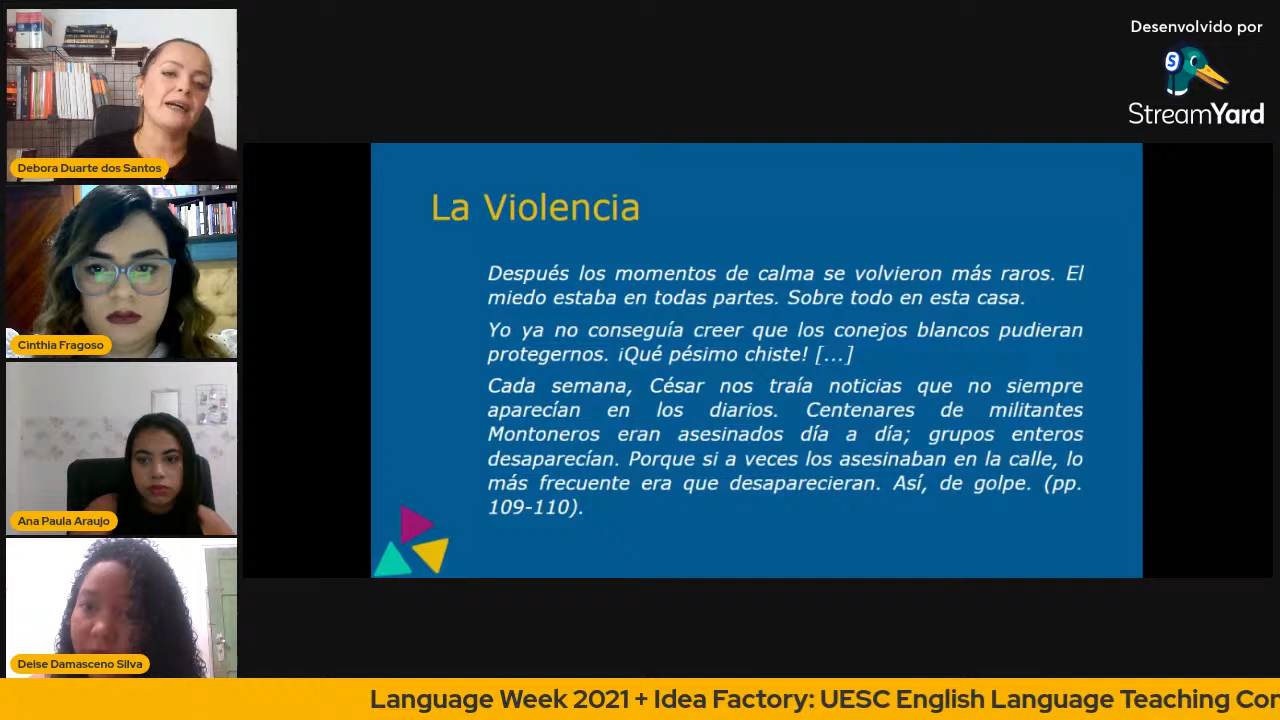 Desenvolvido por
StreamYard
Debora Duarte dos Santos
Cinthia Fragoso
Ana Paula Araujo
Deise Damasceno Silva
La Violencia
Después los momentos de calma se volvieron más raros. El
miedo estaba en todas partes. Sobre todo en esta casa.
Yo ya no conseguía creer que los conejos blancos pudieran
protegernos. ¡Qué pésimo chiste! [...]
Cada semana, César nos traía noticias que no siempre
aparecían en los diarios. Centenares de militantes
Montoneros eran asesinados día a día; grupos enteros
desaparecían. Porque si a veces los asesinaban en la calle, lo
más frecuente era que desaparecieran. Así, de golpe. (pp.
109-110).
Language Week 2021 + Idea Factory: UESC English Language Teaching Con